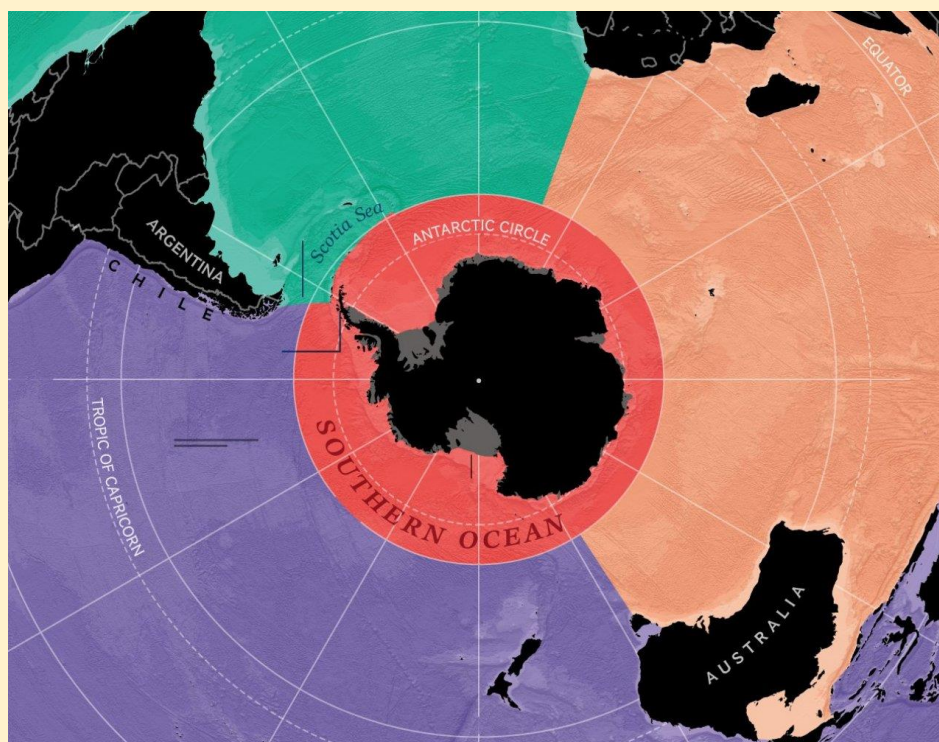 EQUATOR
Scotia Sea
ANTARCTIC CIRCLE
ARGENTINA
CHILE
TROPIC OF CAPRICORN
SOUTHERN OCEAN
AUSTRALIA